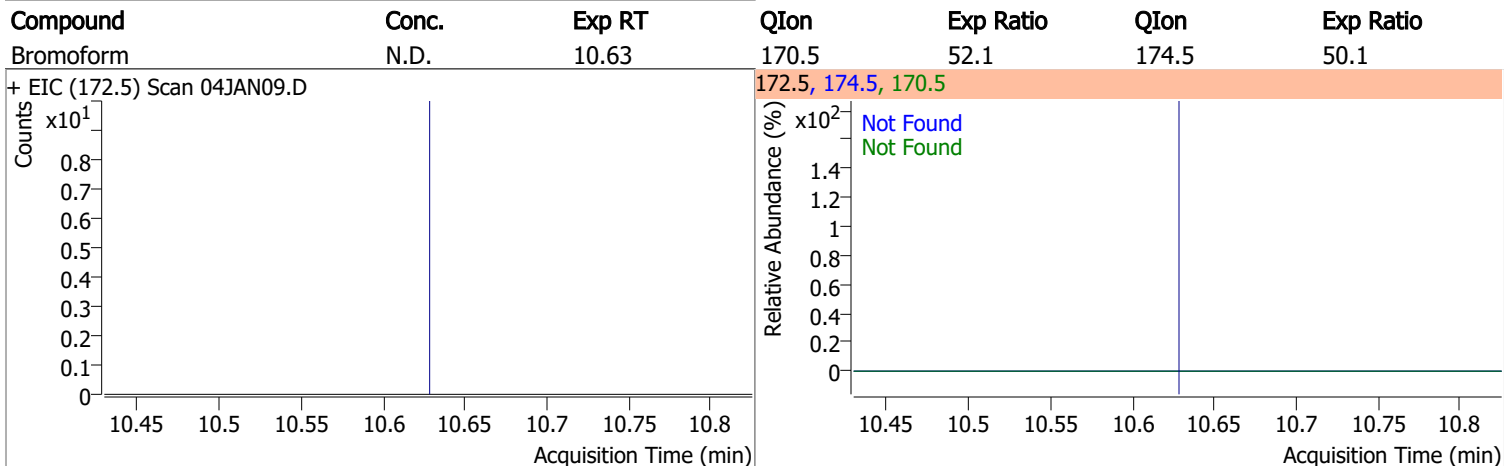 Compound Conc. Exp RT QIon Exp Ratio QIon Exp Ratio
Bromoform N.D. 10.63 170.5 52.1 174.5 50.1
+ EIC (172.5) Scan 04JAN09.D
Counts
x10¹
0.8
0.7
0.6
0.5
0.4
0.3
0.2
0.1
0
10.45 10.5 10.55 10.6 10.65 10.7 10.75 10.8
Acquisition Time (min)
172.5, 174.5, 170.5
Relative Abundance (%)
x10²
Not Found
Not Found
1.4
1.2
1
0.8
0.6
0.4
0.2
0
10.45 10.5 10.55 10.6 10.65 10.7 10.75 10.8
Acquisition Time (min)